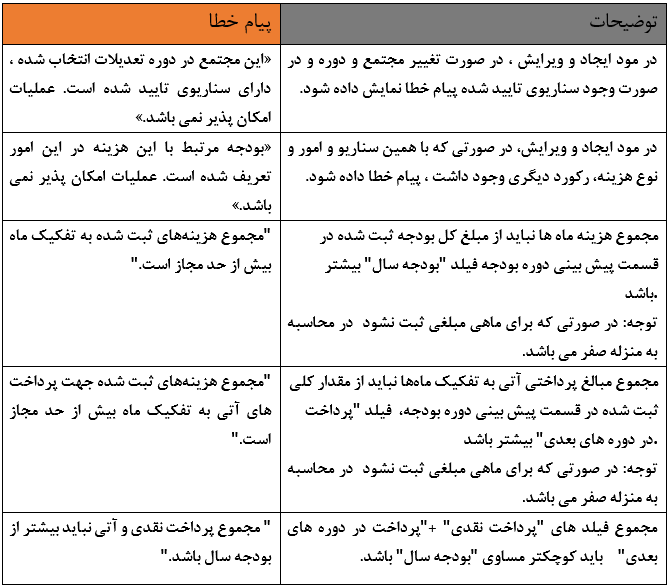 توضیحات
پیام خطا
در مود ایجاد و ویرایش ، در صورت تغییر مجتمع و دوره و در
صورت وجود سناریوی تایید شده پیام خطا نمایش داده شود.
«این مجتمع در دوره تعدیلات انتخاب شده ،
دارای سناریوی تایید شده است. عملیات
امکان پذیر نمی باشد.»
در مود ایجاد و ویرایش، در صورتی که با همین سناریو و امور و
نوع هزینه، رکورد دیگری وجود داشت ، پیام خطا داده شود.
«بودجه مرتبط با این هزینه در این امور
تعریف شده است. عملیات امکان پذیر نمی
باشد.»
مجموع هزینه ماه ها نباید از مبلغ کل بودجه ثبت شده در
قسمت پیش بینی دوره بودجه فیلد "بودجه سال" بیشتر
.باشد
توجه: در صورتی که برای ماهی مبلغی ثبت نشود در محاسبه
به منزله صفر می باشد.
"مجموع هزینه‌های ثبت شده به تفکیک ماه
بیش از حد مجاز است."
مجموع مبالغ پرداختی آتی به تفکیک ماه‌ها نباید از مقدار کلی
ثبت شده در قسمت پیش بینی دوره بودجه، فیلد "پرداخت
.در دوره های بعدی" بیشتر باشد
توجه: در صورتی که برای ماهی مبلغی ثبت نشود در محاسبه
به منزله صفر می باشد.
"مجموع هزینه‌های ثبت شده جهت پرداخت
های آتی به تفکیک ماه بیش از حد مجاز
است."
مجموع فیلد های "پرداخت نقدی" +"پرداخت در دوره های
بعدی" باید کوچکتر مساوی "بودجه سال" باشد.
" مجموع پرداخت نقدی و آتی نباید بیشتر از
بودجه سال باشد."